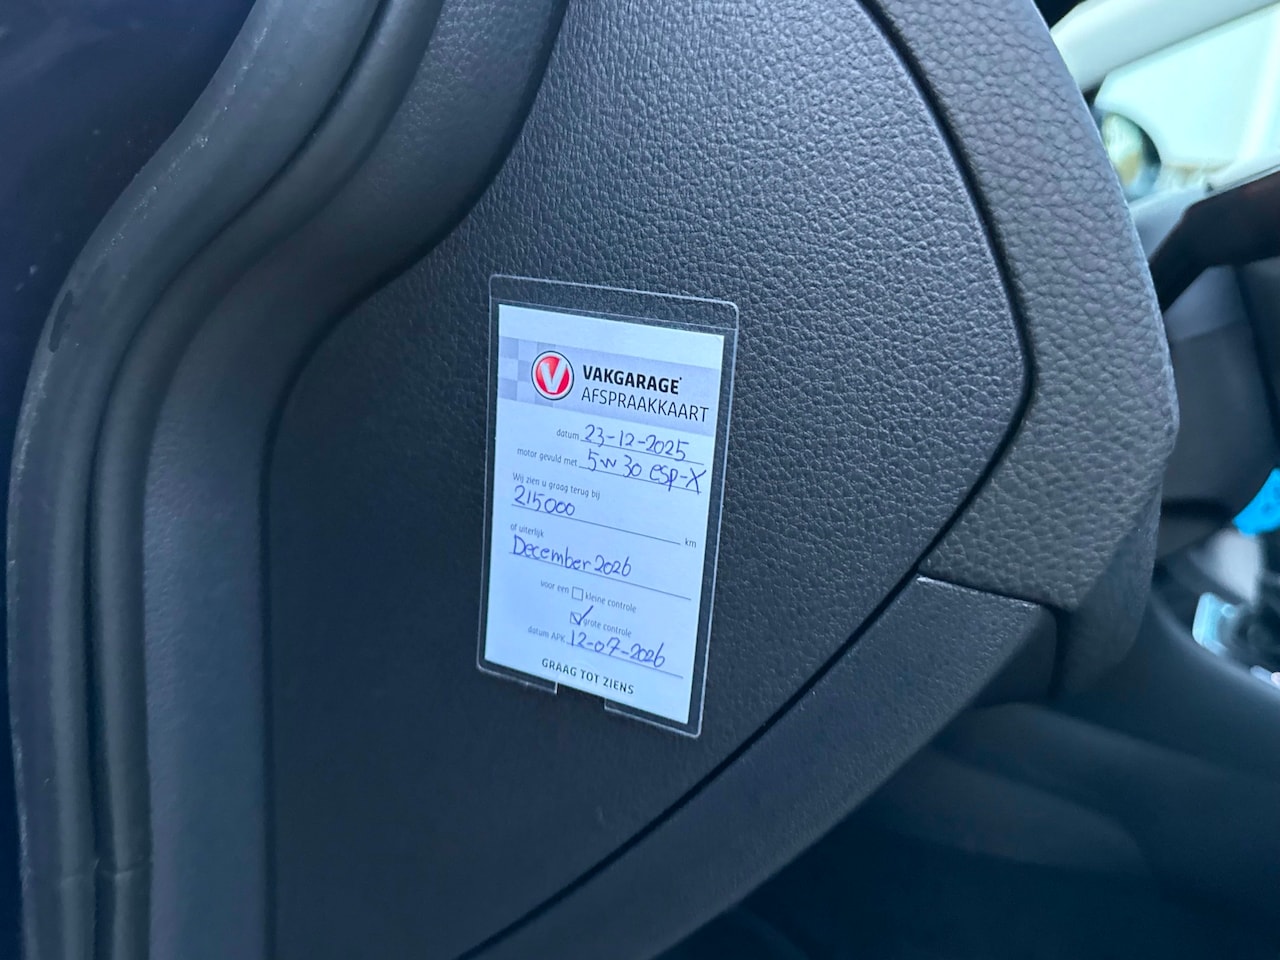 V VAKGARAGE
AFSPRAAKKAART
datum 23-12-2025
motor gevuld met 5w30 esp-X
Wij zien u graag terug bij
215000 km
of uiterlijk
December 2026
voor een kleine controle
grote controle
datum APK 12-07-2026
GRAAG TOT ZIENS